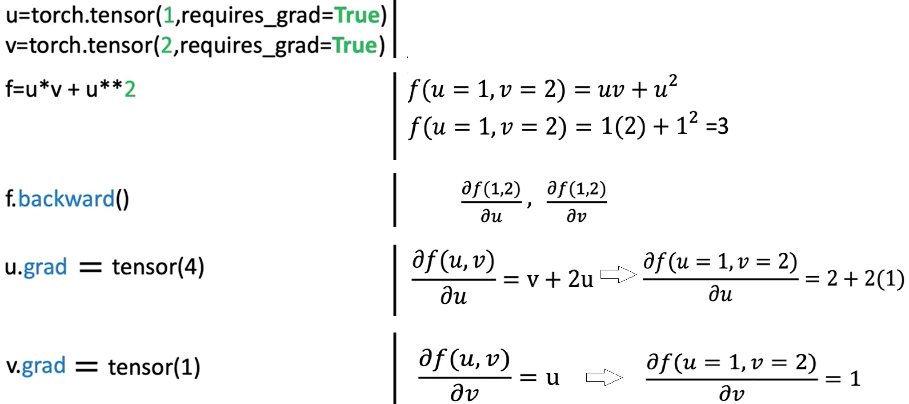 u=torch.tensor(1,requires_grad=True)
v=torch.tensor(2,requires_grad=True)
f=u*v + u**2
f(u = 1, v = 2) = uv + u²
f(u = 1, v = 2) = 1(2) + 1² =3
f.backward()
∂f(1,2)/∂u , ∂f(1,2)/∂v
u.grad = tensor(4)
∂f(u, v)/∂u = v + 2u ⇨ ∂f(u = 1, v = 2)/∂u = 2 + 2(1)
v.grad = tensor(1)
∂f(u, v)/∂v = u ⇨ ∂f(u = 1, v = 2)/∂v = 1